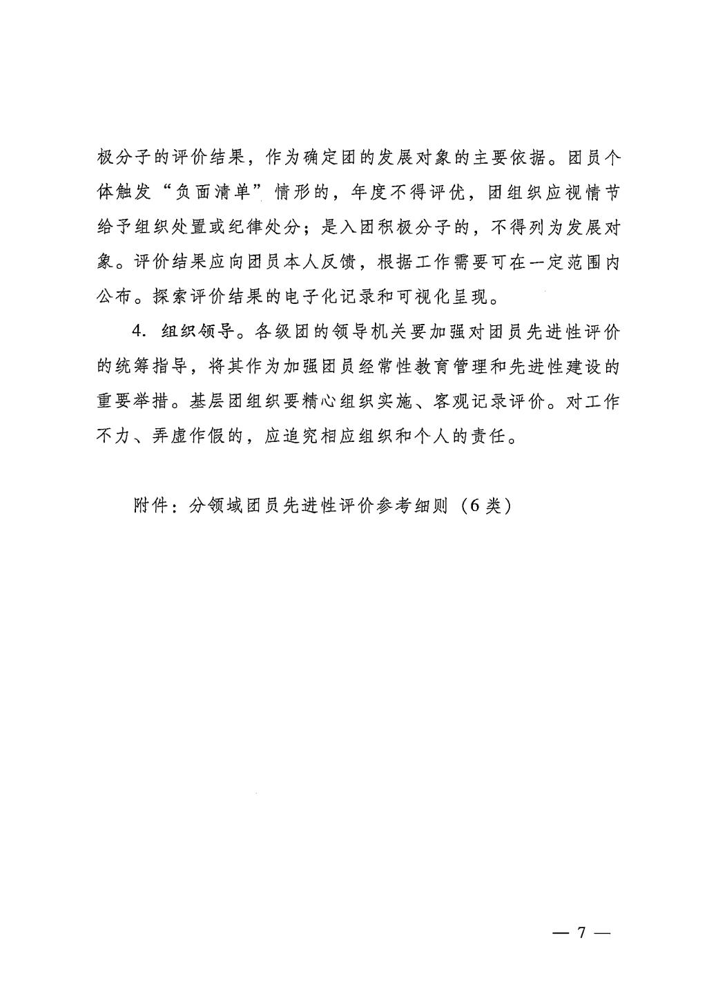 极分子的评价结果，作为确定团的发展对象的主要依据。团员个
体触发“负面清单”情形的，年度不得评优，团组织应视情节
给予组织处置或纪律处分；是入团积极分子的，不得列为发展对
象。评价结果应向团员本人反馈，根据工作需要可在一定范围内
公布。探索评价结果的电子化记录和可视化呈现。
4. 组织领导。各级团的领导机关要加强对团员先进性评价
的统筹指导，将其作为加强团员经常性教育管理和先进性建设的
重要举措。基层团组织要精心组织实施、客观记录评价。对工作
不力、弄虚作假的，应追究相应组织和个人的责任。
附件：分领域团员先进性评价参考细则（6 类）
— 7 —